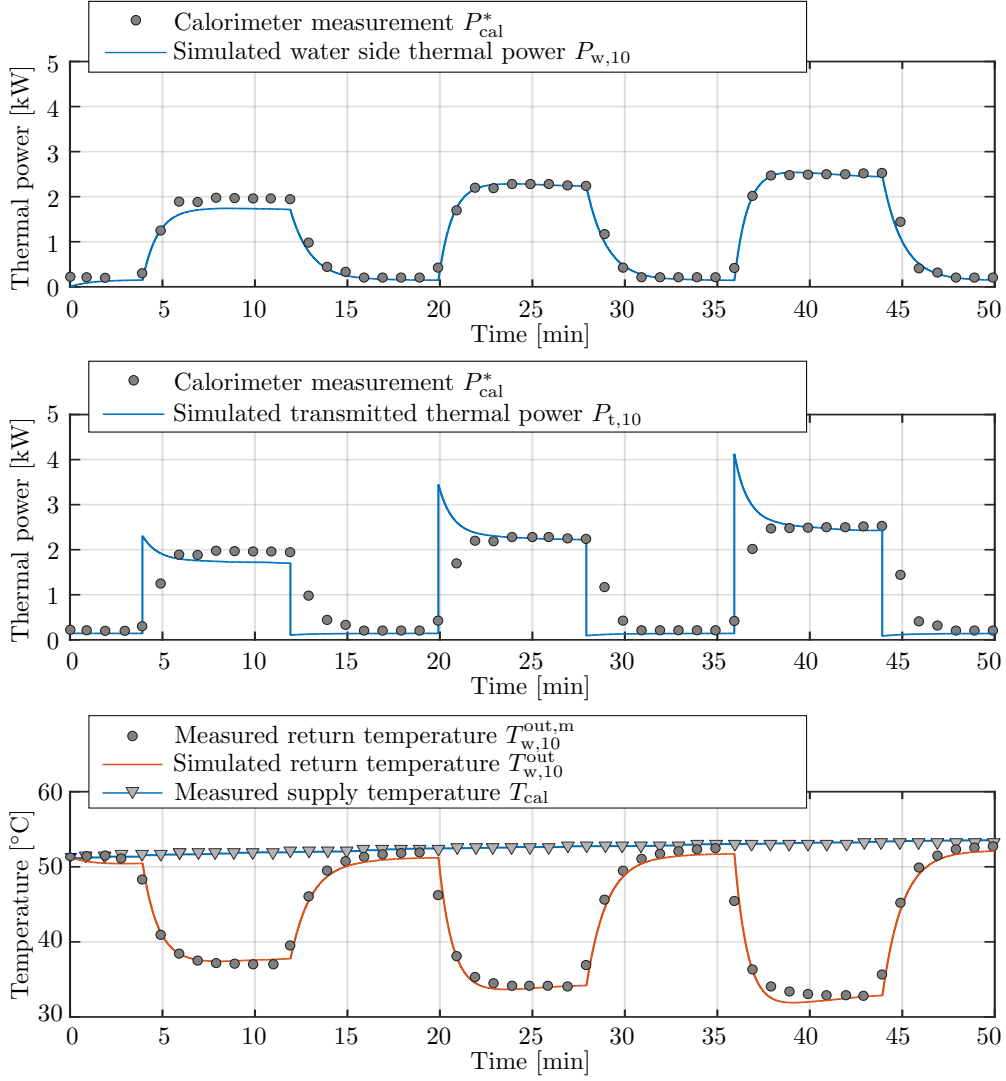 Calorimeter measurement P*cal
Simulated water side thermal power Pw,10
Thermal power [kW]
5
4
3
2
1
0
0 5 10 15 20 25 30 35 40 45 50
Time [min]
Calorimeter measurement P*cal
Simulated transmitted thermal power Pt,10
Thermal power [kW]
5
4
3
2
1
0
0 5 10 15 20 25 30 35 40 45 50
Time [min]
Measured return temperature T out,m w,10
Simulated return temperature T out w,10
Measured supply temperature Tcal
Temperature [°C]
60
50
40
30
0 5 10 15 20 25 30 35 40 45 50
Time [min]